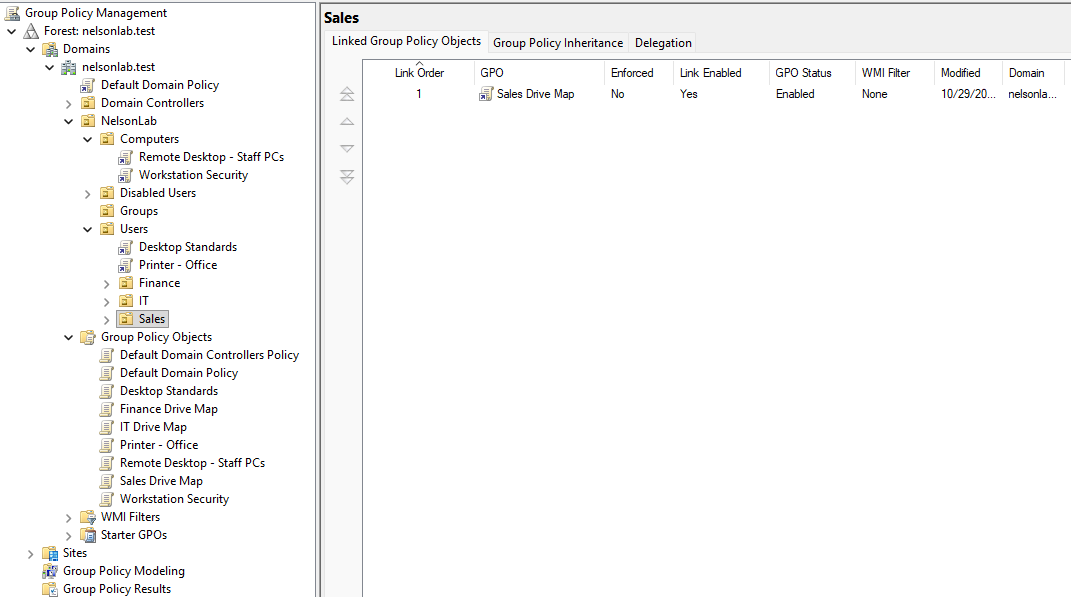 Group Policy Management
Forest: nelsonlab.test
Domains
nelsonlab.test
Default Domain Policy
Domain Controllers
NelsonLab
Computers
Remote Desktop - Staff PCs
Workstation Security
Disabled Users
Groups
Users
Desktop Standards
Printer - Office
Finance
IT
Sales
Group Policy Objects
Default Domain Controllers Policy
Default Domain Policy
Desktop Standards
Finance Drive Map
IT Drive Map
Printer - Office
Remote Desktop - Staff PCs
Sales Drive Map
Workstation Security
WMI Filters
Starter GPOs
Sites
Group Policy Modeling
Group Policy Results
Sales
Linked Group Policy Objects Group Policy Inheritance Delegation
Link Order GPO Enforced Link Enabled GPO Status WMI Filter Modified Domain
1 Sales Drive Map No Yes Enabled None 10/29/20... nelsonla...